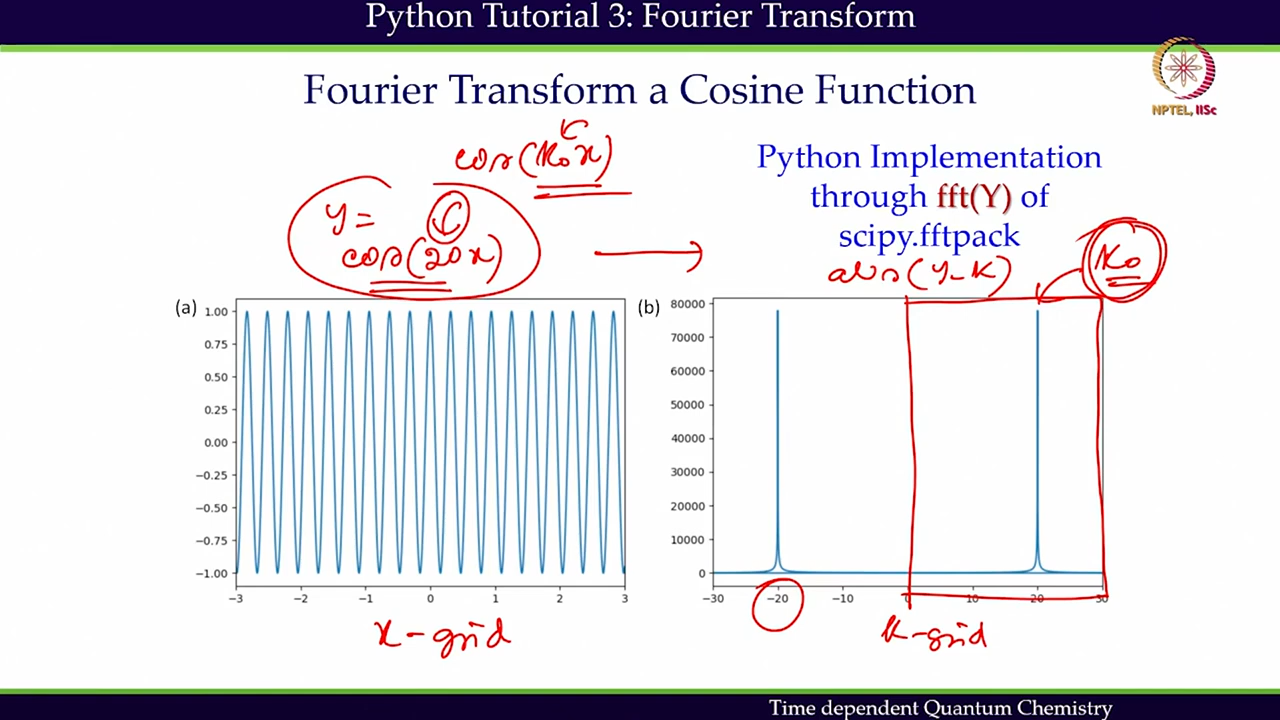 Python Tutorial 3: Fourier Transform
Fourier Transform a Cosine Function
NPTEL, IISc
cos(k₀x)
y =
cos(20x)
Python Implementation
through fft(Y) of
scipy.fftpack
abs(y-k)
k₀
(a)
1.00
0.75
0.50
0.25
0.00
−0.25
−0.50
−0.75
−1.00
−3 −2 −1 0 1 2 3
x-grid
(b)
80000
70000
60000
50000
40000
30000
20000
10000
0
−30 −20 −10 0 10 20 30
k-grid
Time dependent Quantum Chemistry